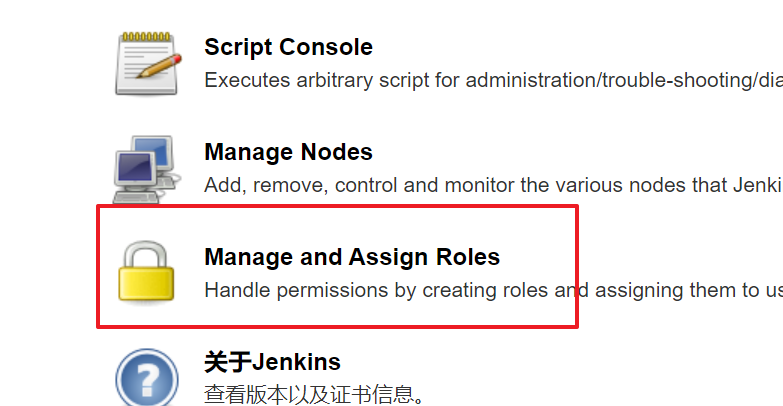 Script Console
Executes arbitrary script for administration/trouble-shooting/dia
Manage Nodes
Add, remove, control and monitor the various nodes that Jenki
Manage and Assign Roles
Handle permissions by creating roles and assigning them to us
关于Jenkins
查看版本以及证书信息。